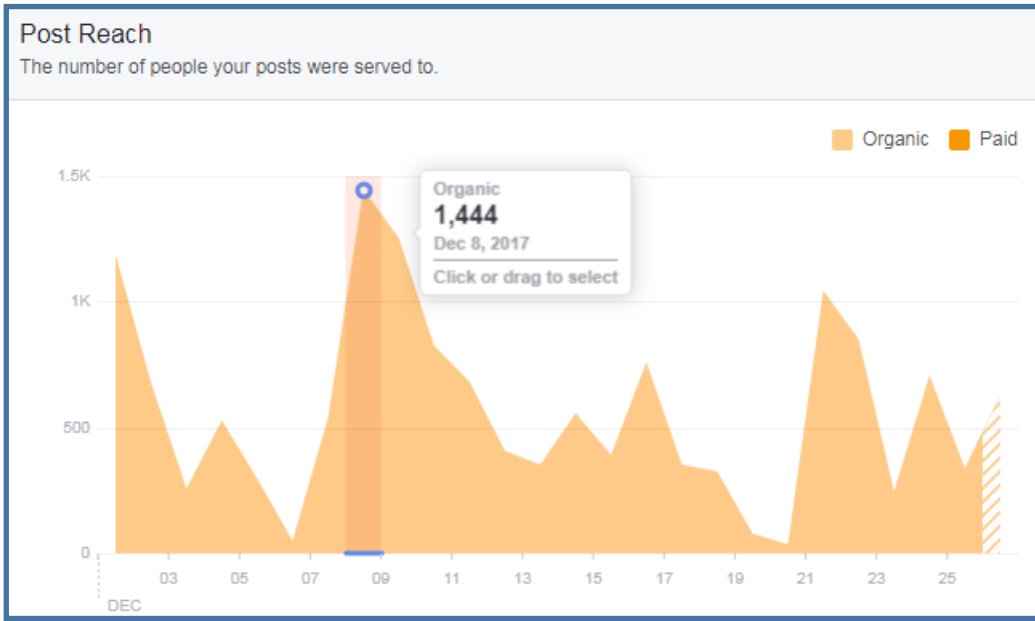 Post Reach
The number of people your posts were served to.
Organic Paid
1.5K
Organic
1,444
Dec 8, 2017
Click or drag to select
1K
500
0
03 05 07 09 11 13 15 17 19 21 23 25
DEC